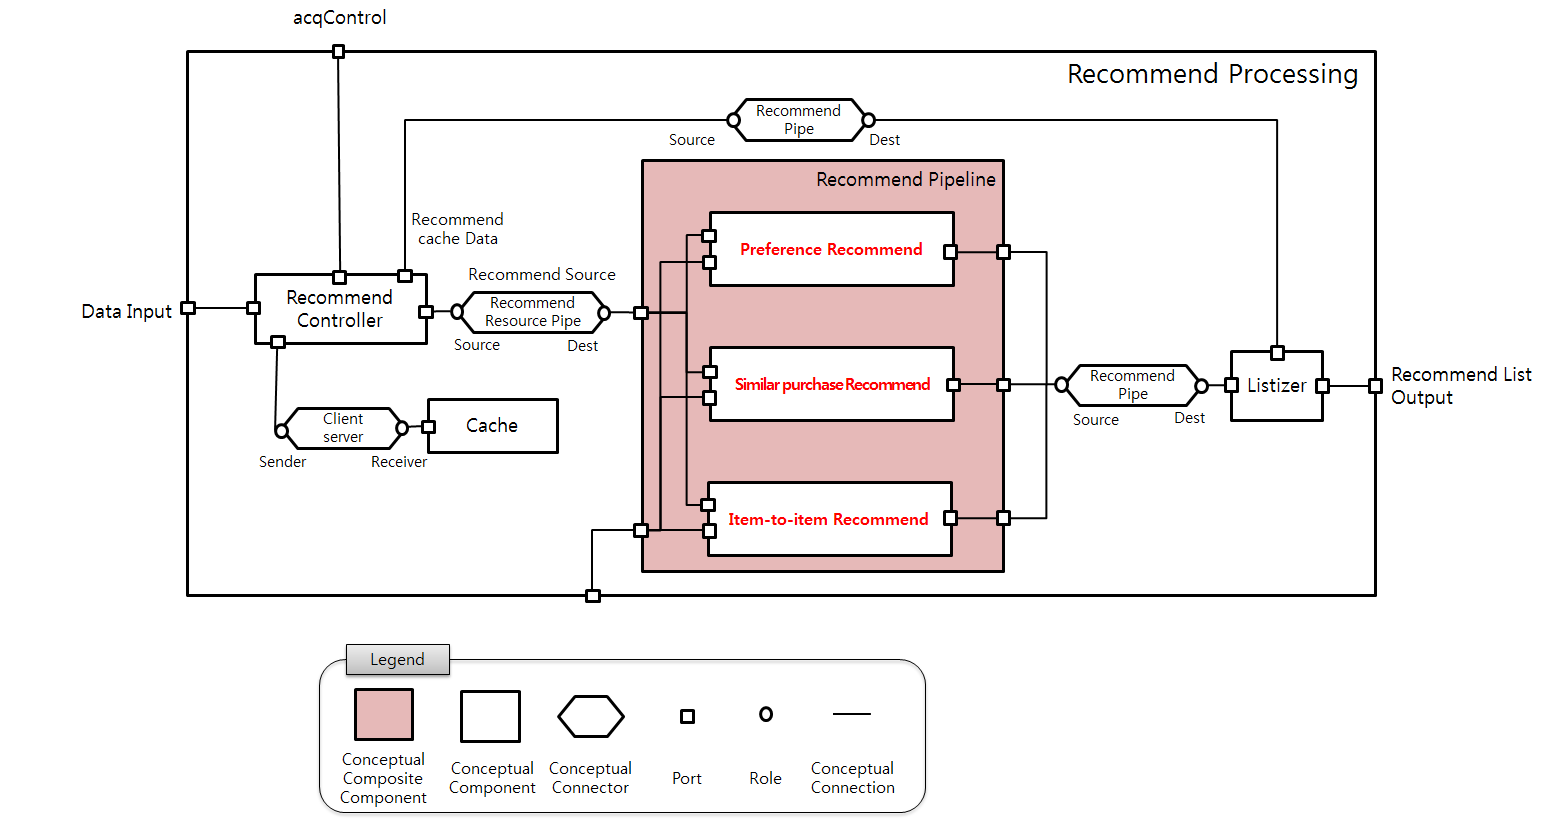 acqControl
Recommend Processing
Recommend
Pipe
Source
Dest
Recommend Pipeline
Recommend
cache Data
Preference Recommend
Recommend Source
Data Input
Recommend
Controller
Recommend
Resource Pipe
Source
Dest
Similar purchase Recommend
Recommend
Pipe
Source
Dest
Listizer
Recommend List
Output
Client
server
Sender
Receiver
Cache
Item-to-item Recommend
Legend
Conceptual
Composite
Component
Conceptual
Component
Conceptual
Connector
Port
Role
Conceptual
Connection